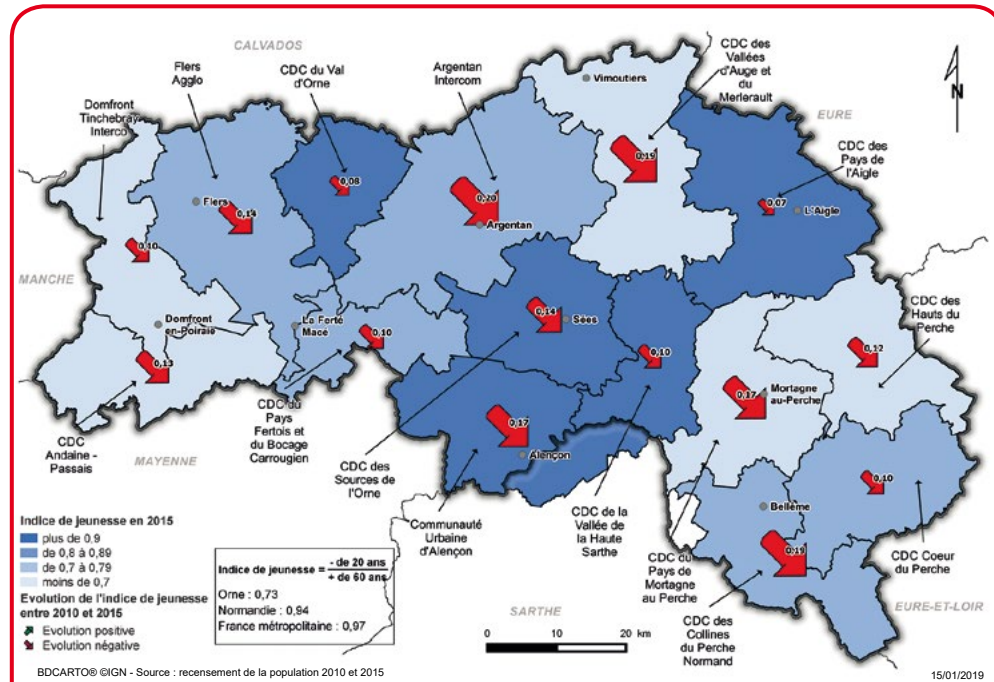 CALVADOS
Flers
Agglo
CDC du Val
d'Orne
Argentan
Intercom
CDC des
Vallées
d'Auge et
du
Merlerault
Vimoutiers
N
Domfront
Tinchebray
Interco
EURE
CDC des
Pays de
l'Aigle
0,19
0,08
0,07
L'Aigle
Flers
0,14
0,20
Argentan
0,10
MANCHE
Domfront
en-Poiraie
La Ferté
Macé
0,10
0,14
Sées
0,10
CDC des
Hauts du
Perche
0,12
0,13
0,17
Mortagne
au-Perche
0,17
CDC
Andaine -
Passais
MAYENNE
CDC du
Pays
Fertois et
du Bocage
Carrougien
Alençon
CDC des
Sources de
l'Orne
0,10
Bellême
Communauté
Urbaine
d'Alençon
CDC de la
Vallée de
la Haute
Sarthe
0,19
CDC Coeur
du Perche
CDC du
Pays de
Mortagne
au Perche
EURE-ET-LOIR
SARTHE
CDC des
Collines
du Perche
Normand
Indice de jeunesse en 2015
plus de 0,9
de 0,8 à 0,89
de 0,7 à 0,79
moins de 0,7
Evolution de l'indice de jeunesse
entre 2010 et 2015
Evolution positive
Evolution négative
Indice de jeunesse = - de 20 ans
+ de 60 ans
Orne : 0,73
Normandie : 0,94
France métropolitaine : 0,97
0 10 20 km
BDCARTO® ©IGN - Source : recensement de la population 2010 et 2015
15/01/2019